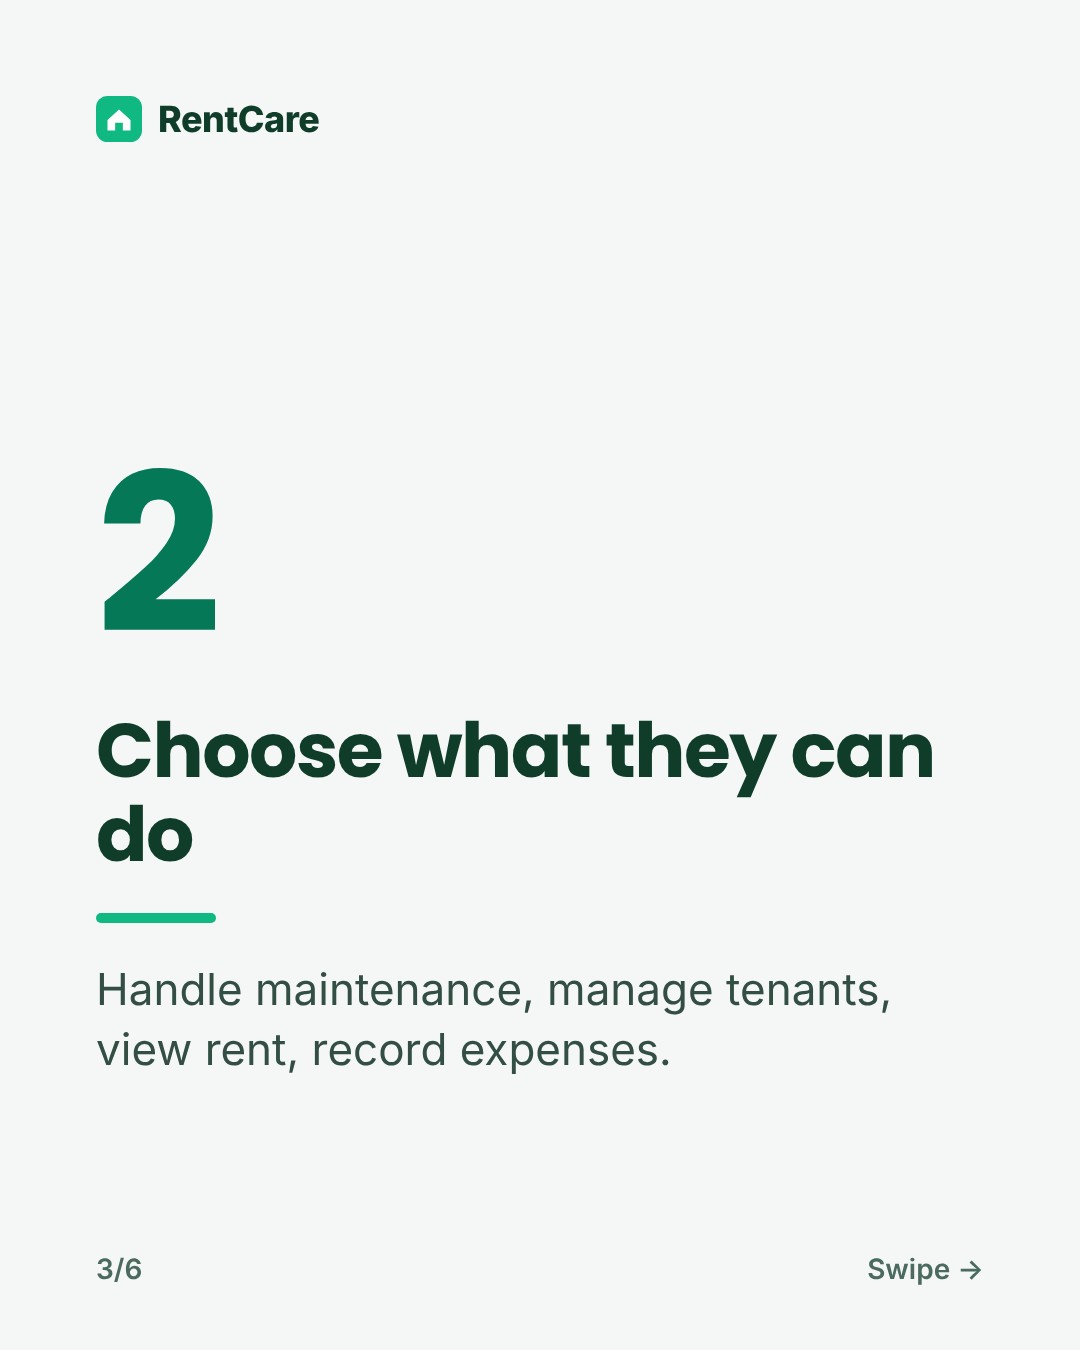 RentCare
2
Choose what they can
do
Handle maintenance, manage tenants,
view rent, record expenses.
3/6
Swipe →